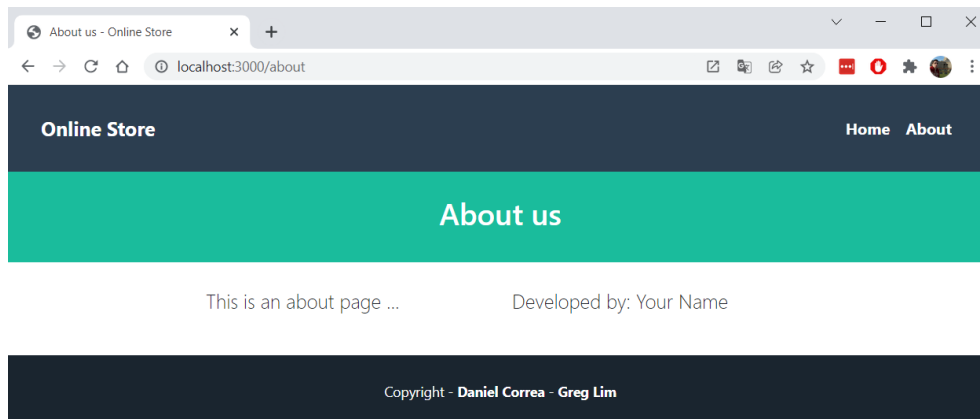 About us - Online Store
localhost:3000/about
Online Store
Home About
About us
This is an about page ...
Developed by: Your Name
Copyright - Daniel Correa - Greg Lim